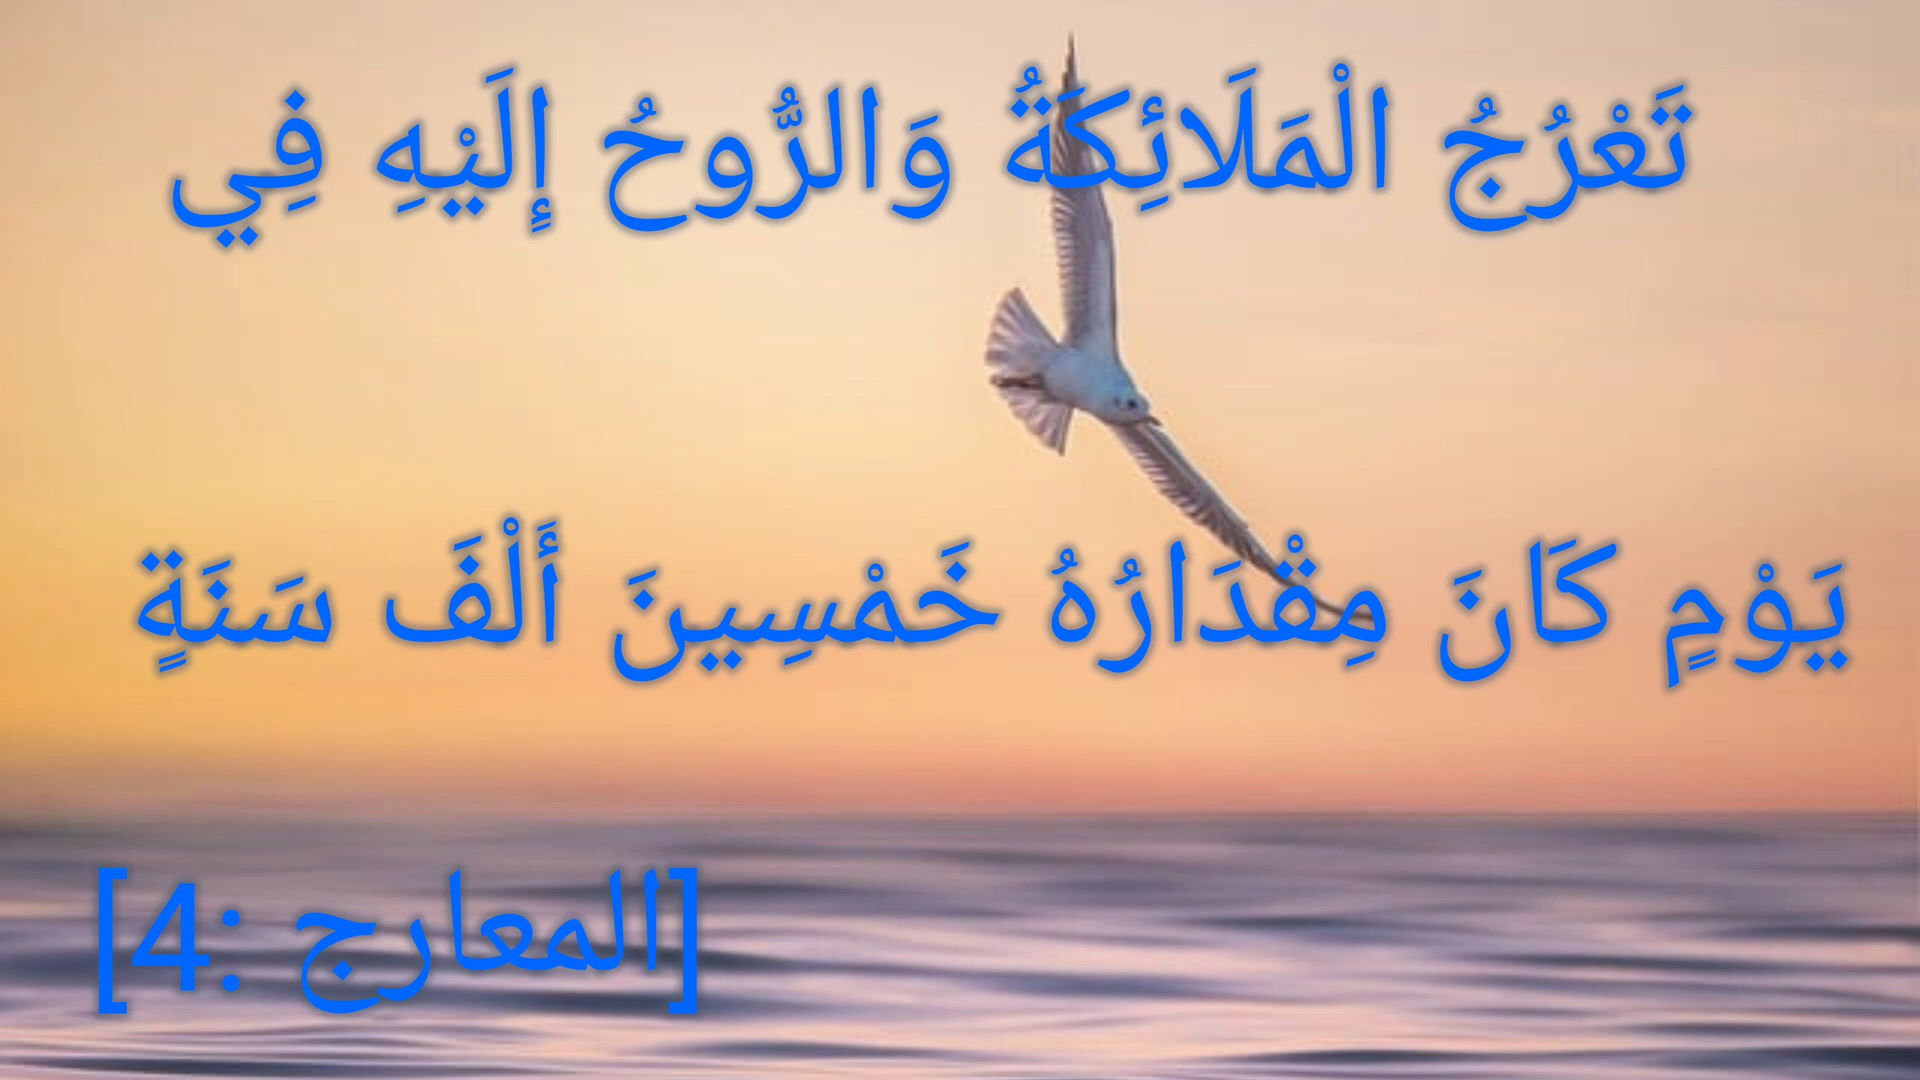 تَعْرُجُ الْمَلَائِكَةُ وَالرُّوحُ إِلَيْهِ فِي
يَوْمٍ كَانَ مِقْدَارُهُ خَمْسِينَ أَلْفَ سَنَةٍ
[المعارج :4]